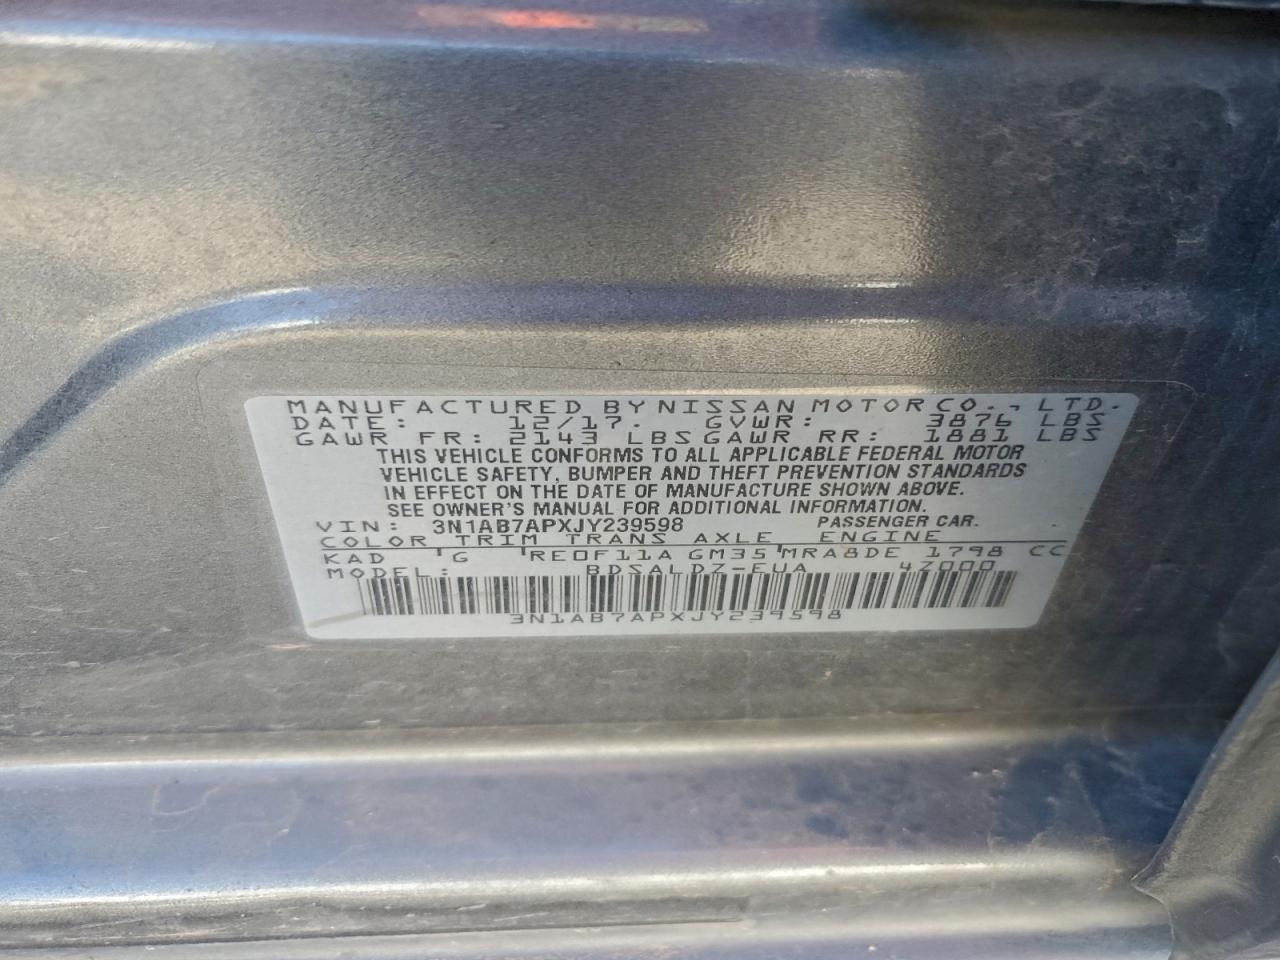 MANUFACTURED BY NISSAN MOTOR CO., LTD.
DATE: 12/17. GVWR: 3876 LBS
GAWR FR: 2143 LBS GAWR RR: 1881 LBS
THIS VEHICLE CONFORMS TO ALL APPLICABLE FEDERAL MOTOR
VEHICLE SAFETY, BUMPER AND THEFT PREVENTION STANDARDS
IN EFFECT ON THE DATE OF MANUFACTURE SHOWN ABOVE.
SEE OWNER'S MANUAL FOR ADDITIONAL INFORMATION.
VIN: 3N1AB7APXJY239598 PASSENGER CAR.
COLOR TRIM TRANS AXLE ENGINE
KAD G RE0F11A GM35 MRA8DE 1798 CC
MODEL: BDSALDZ-EUA 4Z000
3N1AB7APXJY239598